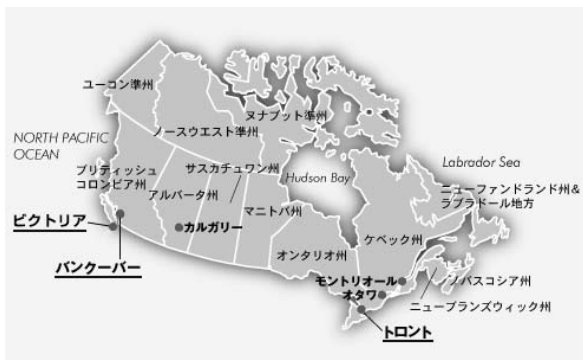 ユーコン準州
ヌナブット準州
ノースウエスト準州
NORTH PACIFIC
OCEAN
サスカチュワン州
Labrador Sea
ブリティッシュ
コロンビア州
Hudson Bay
アルバータ州
ニューファンドランド州&
ラブラドール地方
マニトバ州
ビクトリア
カルガリー
ケベック州
オンタリオ州
バンクーバー
モントリオール
ノバスコシア州
オタワ
ニューブランズウィック州
トロント